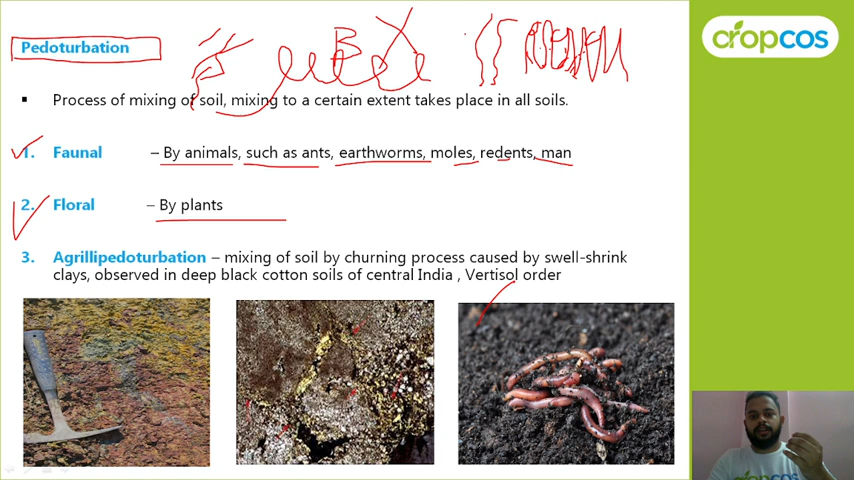 Pedoturbation
B X
cropcos
▪ Process of mixing of soil, mixing to a certain extent takes place in all soils.
1. Faunal – By animals, such as ants, earthworms, moles, redents, man
2. Floral – By plants
3. Agrillipedoturbation – mixing of soil by churning process caused by swell-shrink
clays, observed in deep black cotton soils of central India , Vertisol order
cropcos